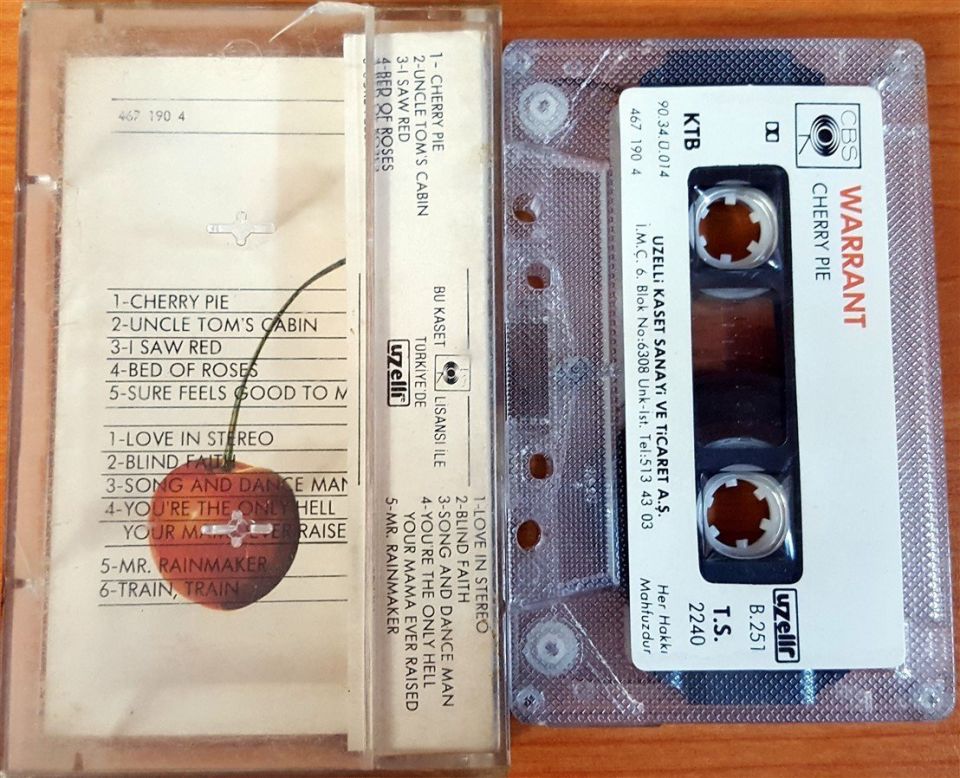 467 190 4
1-CHERRY PIE
2-UNCLE TOM'S CABIN
3-I SAW RED
4-BED OF ROSES
5-SURE FEELS GOOD TO M
1-LOVE IN STEREO
2-BLIND FAITH
3-SONG AND DANCE MAN
4-YOU'RE THE ONLY HELL
YOUR MAMA EVER RAISE
5-MR. RAINMAKER
6-TRAIN, TRAIN
1- CHERRY PIE
2-UNCLE TOM'S CABIN
3-I SAW RED
4-BED OF ROSES
BU KASET LISANSI İLE
TÜRKİYE'DE
uzelli
1-LOVE IN STEREO
2-BLIND FAITH
3-SONG AND DANCE MAN
4-YOU'RE THE ONLY HELL
YOUR MAMA EVER RAISED
5-MR. RAINMAKER
CBS
WARRANT
CHERRY PIE
KTB
90.34.Ü.014
467 190 4
UZELLİ KASET SANAYİ VE TİCARET A.Ş.
İ.M.Ç. 6. Blok No:6308 Unk-Ist. Tel:513 43 03
uzelli
B.251
T.S.
2240
Her Hakkı
Mahfuzdur